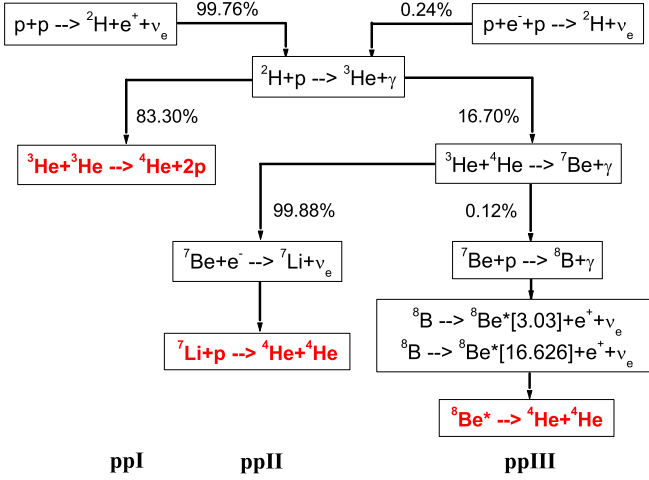 p+p --> ²H+e⁺+νₑ 99.76% 0.24% p+e⁻+p --> ²H+νₑ
²H+p --> ³He+γ
83.30% 16.70%
³He+³He --> ⁴He+2p ³He+⁴He --> ⁷Be+γ
99.88% 0.12%
⁷Be+e⁻ --> ⁷Li+νₑ ⁷Be+p --> ⁸B+γ
⁸B --> ⁸Be*[3.03]+e⁺+νₑ
⁷Li+p --> ⁴He+⁴He ⁸B --> ⁸Be*[16.626]+e⁺+νₑ
⁸Be* --> ⁴He+⁴He
ppI ppII ppIII